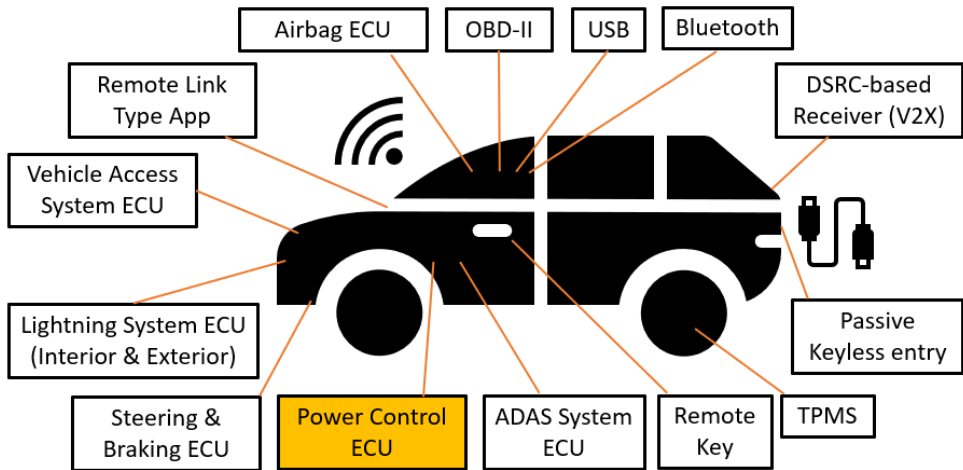 Airbag ECU
OBD-II
USB
Bluetooth
Remote Link
Type App
DSRC-based
Receiver (V2X)
Vehicle Access
System ECU
Lightning System ECU
(Interior & Exterior)
Passive
Keyless entry
Steering &
Braking ECU
Power Control
ECU
ADAS System
ECU
Remote
Key
TPMS